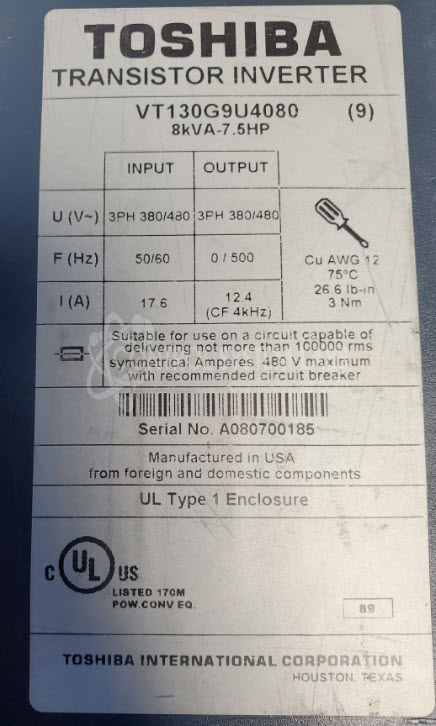 TOSHIBA
TRANSISTOR INVERTER
VT130G9U4080 (9)
8kVA-7.5HP
INPUT OUTPUT
U (V~) 3PH 380/480 3PH 380/480
F (Hz) 50/60 0 / 500
I (A) 17.6 12.4
(CF 4kHz)
Cu AWG 12
75°C
26.6 lb-in
3 Nm
Suitable for use on a circuit capable of
delivering not more than 100000 rms
symmetrical Amperes, 480 V maximum
with recommended circuit breaker
Serial No. A080700185
Manufactured in USA
from foreign and domestic components
UL Type 1 Enclosure
C UL US
LISTED 170M
POW.CONV EQ.
89
TOSHIBA INTERNATIONAL CORPORATION
HOUSTON, TEXAS